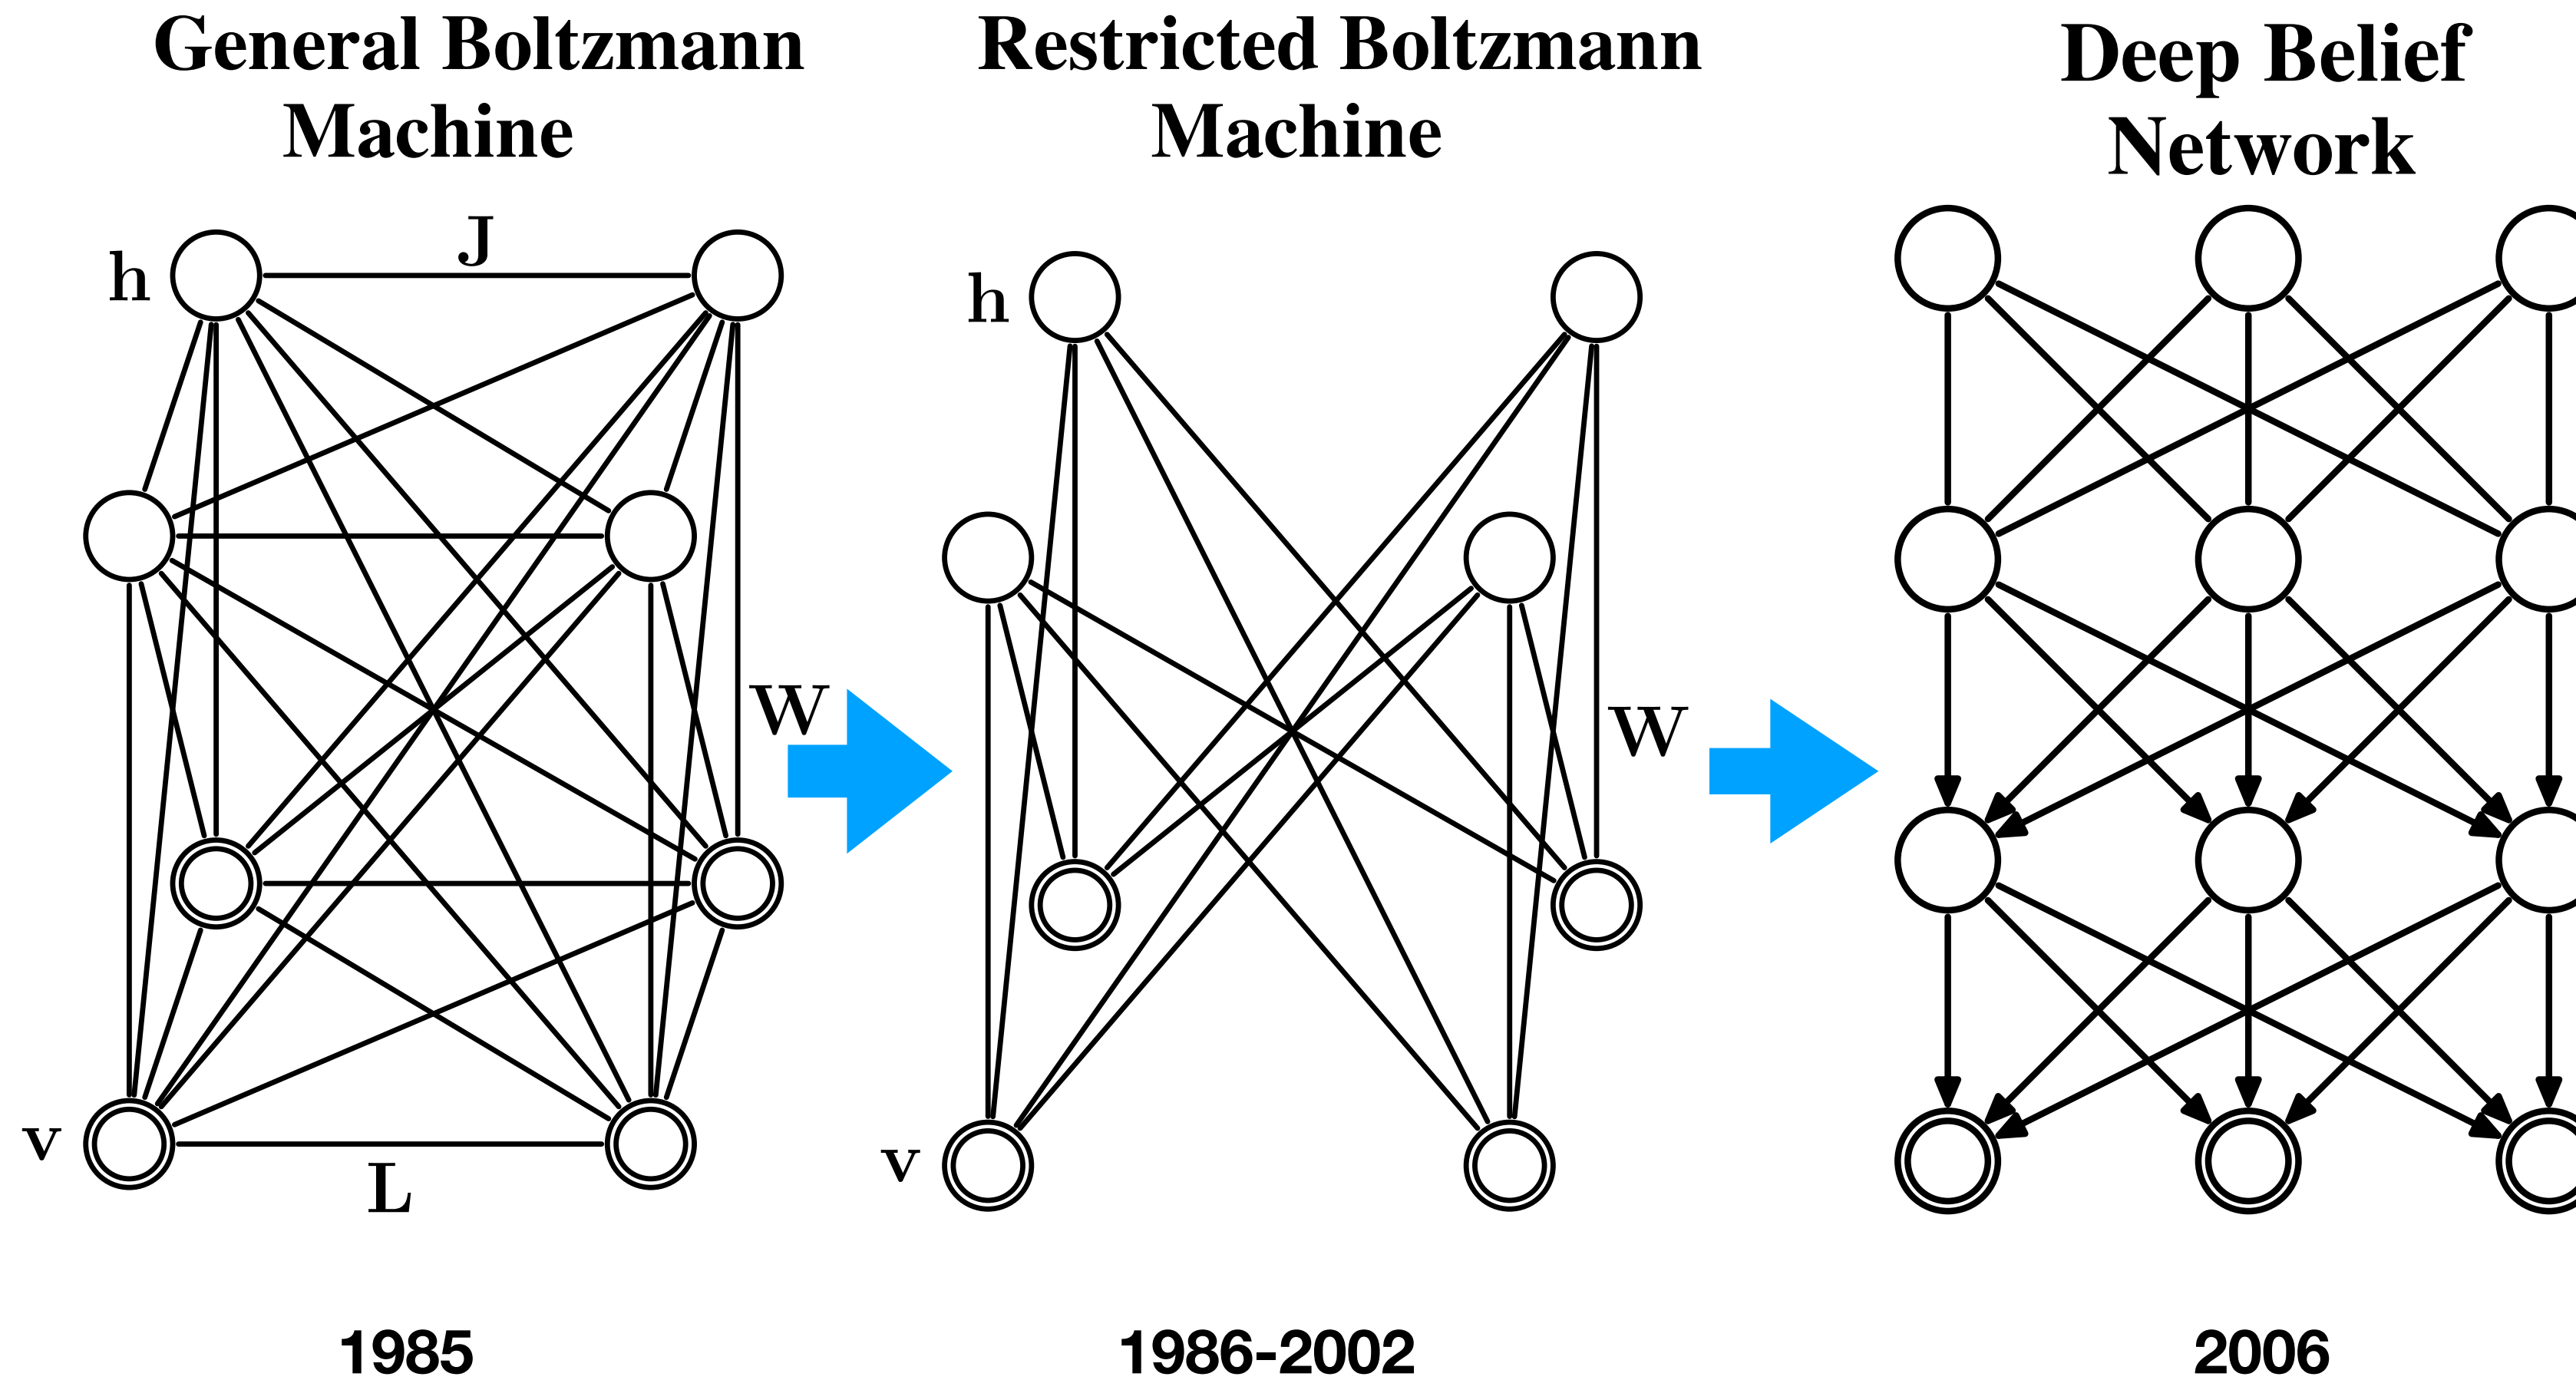 General Boltzmann
Machine
Restricted Boltzmann
Machine
Deep Belief
Network
J
h
h
W
W
v
L
v
1985
1986-2002
2006